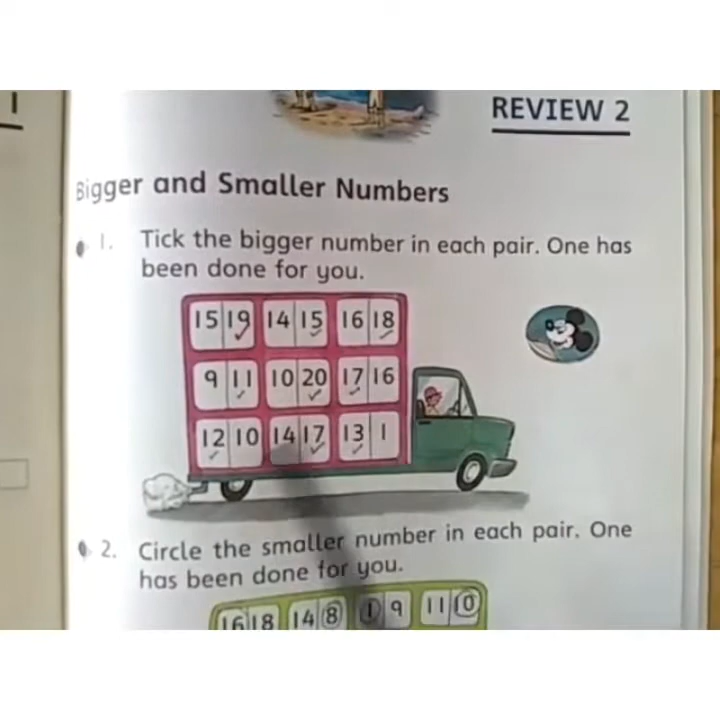 REVIEW 2
Bigger and Smaller Numbers
1. Tick the bigger number in each pair. One has
been done for you.
15 19 14 15 16 18
9 11 10 20 17 16
12 10 14 17 13 1
2. Circle the smaller number in each pair. One
has been done for you.
16 18 14 8 1 9 11 10